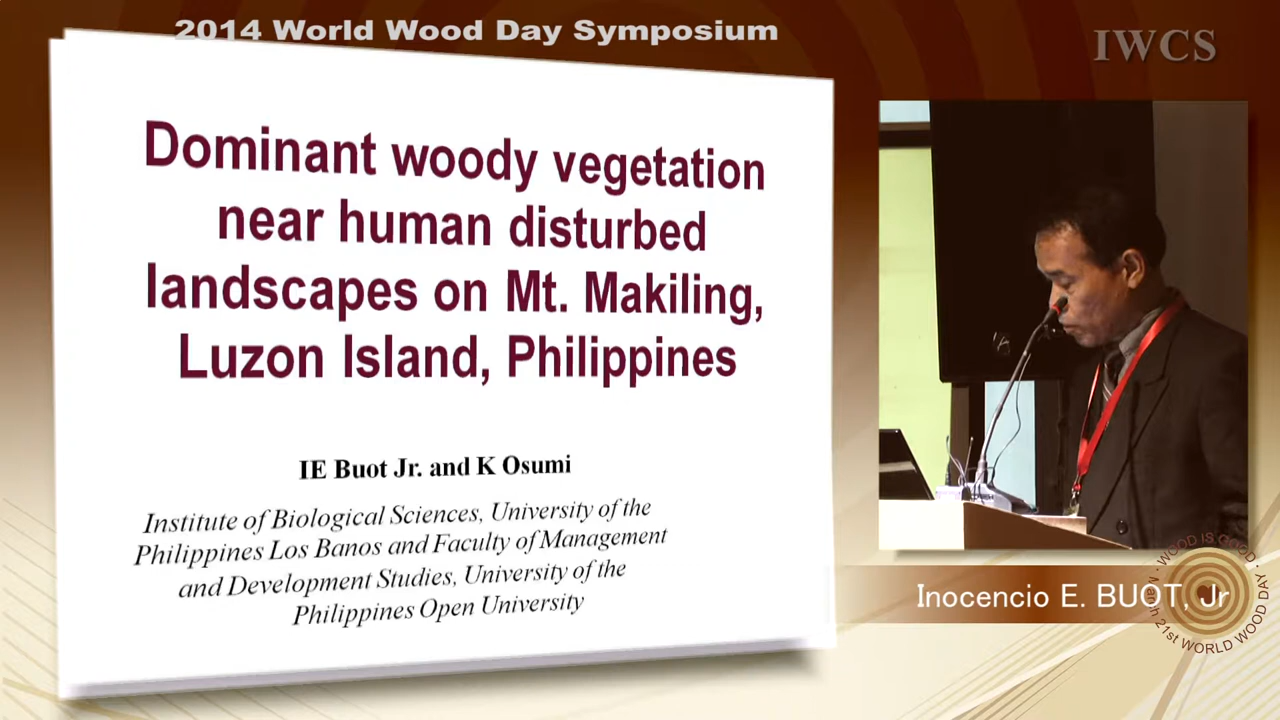 2014 World Wood Day Symposium
IWCS
Dominant woody vegetation
near human disturbed
landscapes on Mt. Makiling,
Luzon Island, Philippines
IE Buot Jr. and K Osumi
Institute of Biological Sciences, University of the
Philippines Los Banos and Faculty of Management
and Development Studies, University of the
Philippines Open University
Inocencio E. BUOT, Jr
· WOOD IS GOOD ·
March 21st WORLD WOOD DAY